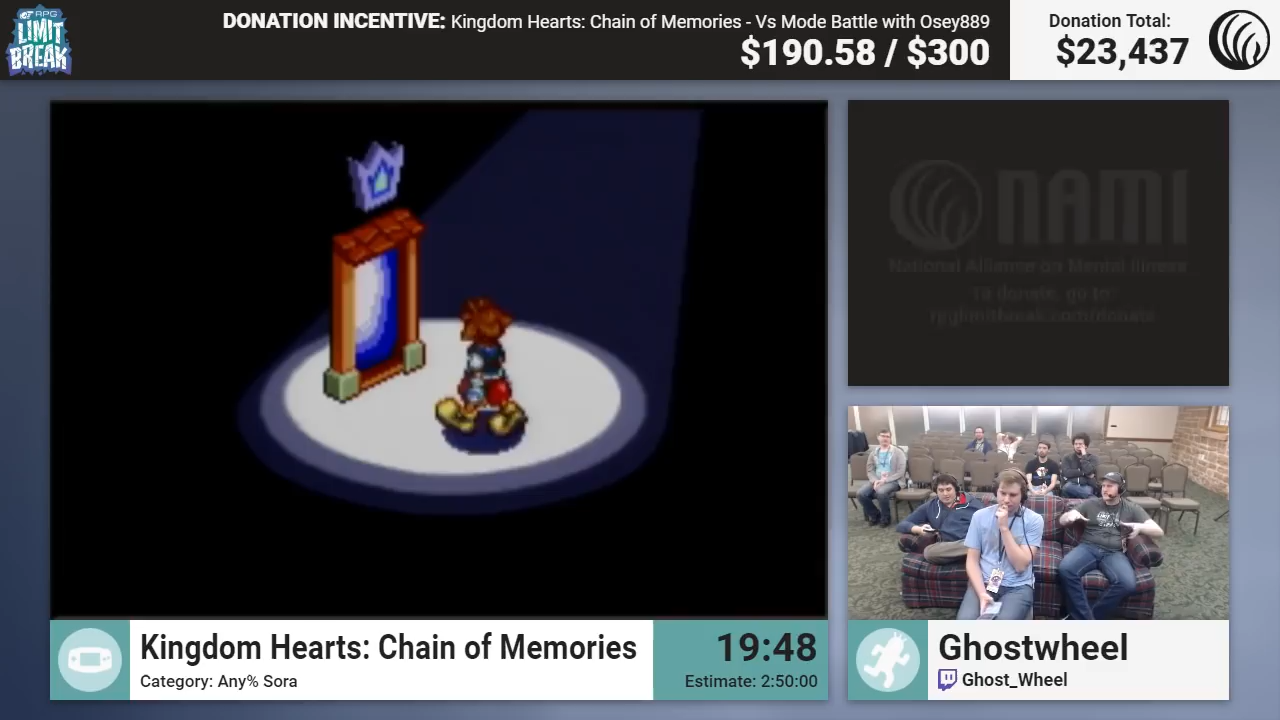 RPG
LIMIT
BREAK
DONATION INCENTIVE: Kingdom Hearts: Chain of Memories - Vs Mode Battle with Osey889
$190.58 / $300
Donation Total:
$23,437
NAMI
National Alliance on Mental Illness
To donate, go to:
rpglimitbreak.com/donate
Kingdom Hearts: Chain of Memories
Category: Any% Sora
19:48
Estimate: 2:50:00
Ghostwheel
Ghost_Wheel